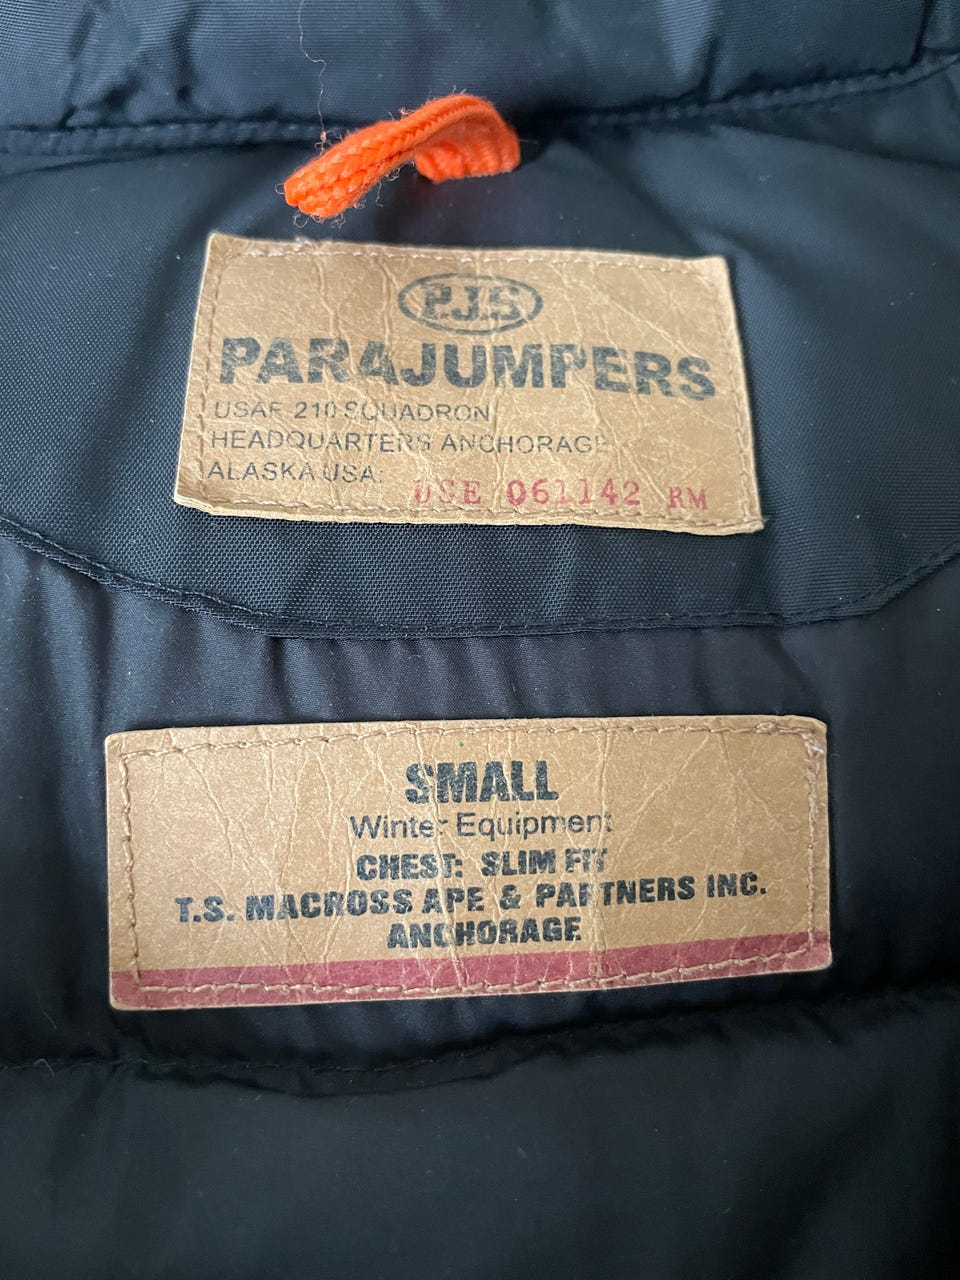 P.J.S
PARAJUMPERS
USAF 210 SQUADRON
HEADQUARTERS ANCHORAGE
ALASKA USA.
USE 061142 RM
SMALL
Winter Equipment
CHEST: SLIM FIT
T.S. MACROSS APE & PARTNERS INC.
ANCHORAGE